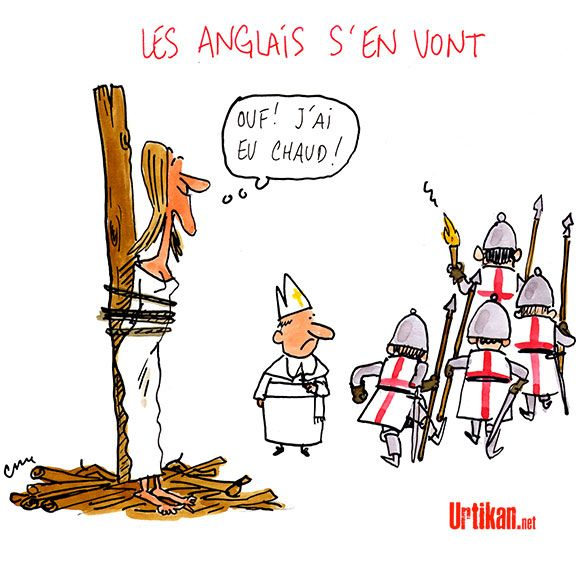 LES ANGLAIS S'EN VONT
OUF! J'AI
EU CHAUD!
Urtikan.net